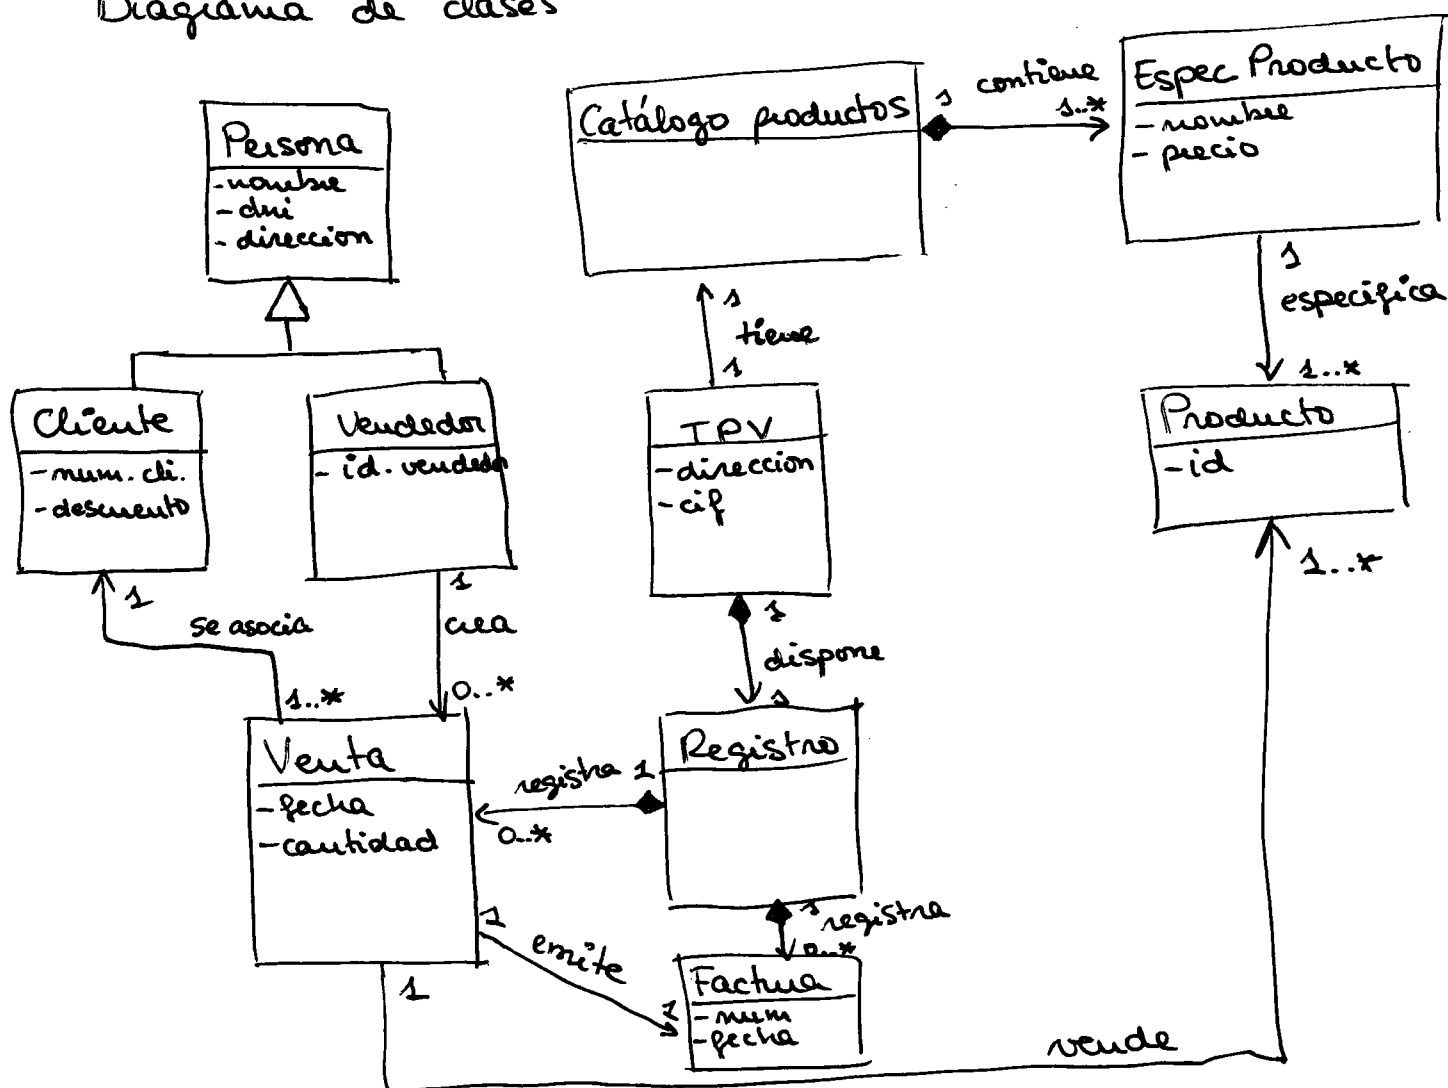 Diagrama de clases
Persona
-nombre
-dni
-direccion
Catálogo productos
1 contiene
1..*
Espec Producto
-nombre
-precio
1
especifica
1..*
1
tiene
1
Cliente
-num.cli.
-descuento
Vendedor
-id.vendedor
TPV
-direccion
-cif
Producto
-id
1..*
1
se asocia
1..*
1
crea
0..*
1
dispone
1
Venta
-fecha
-cantidad
registra 1
0..*
Registro
1
registra
0..*
1
emite
1
Factura
-num
-fecha
1
vende